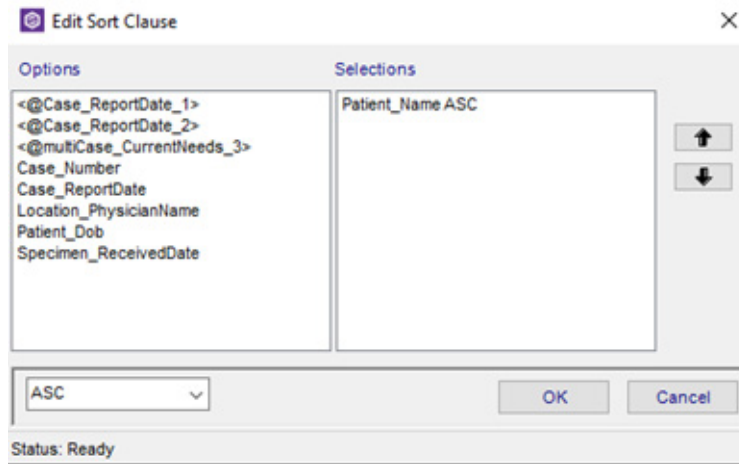 Edit Sort Clause
Options
Selections
<@Case_ReportDate_1>
<@Case_ReportDate_2>
<@multiCase_CurrentNeeds_3>
Case_Number
Case_ReportDate
Location_PhysicianName
Patient_Dob
Specimen_ReceivedDate
Patient_Name ASC
ASC
OK
Cancel
Status: Ready